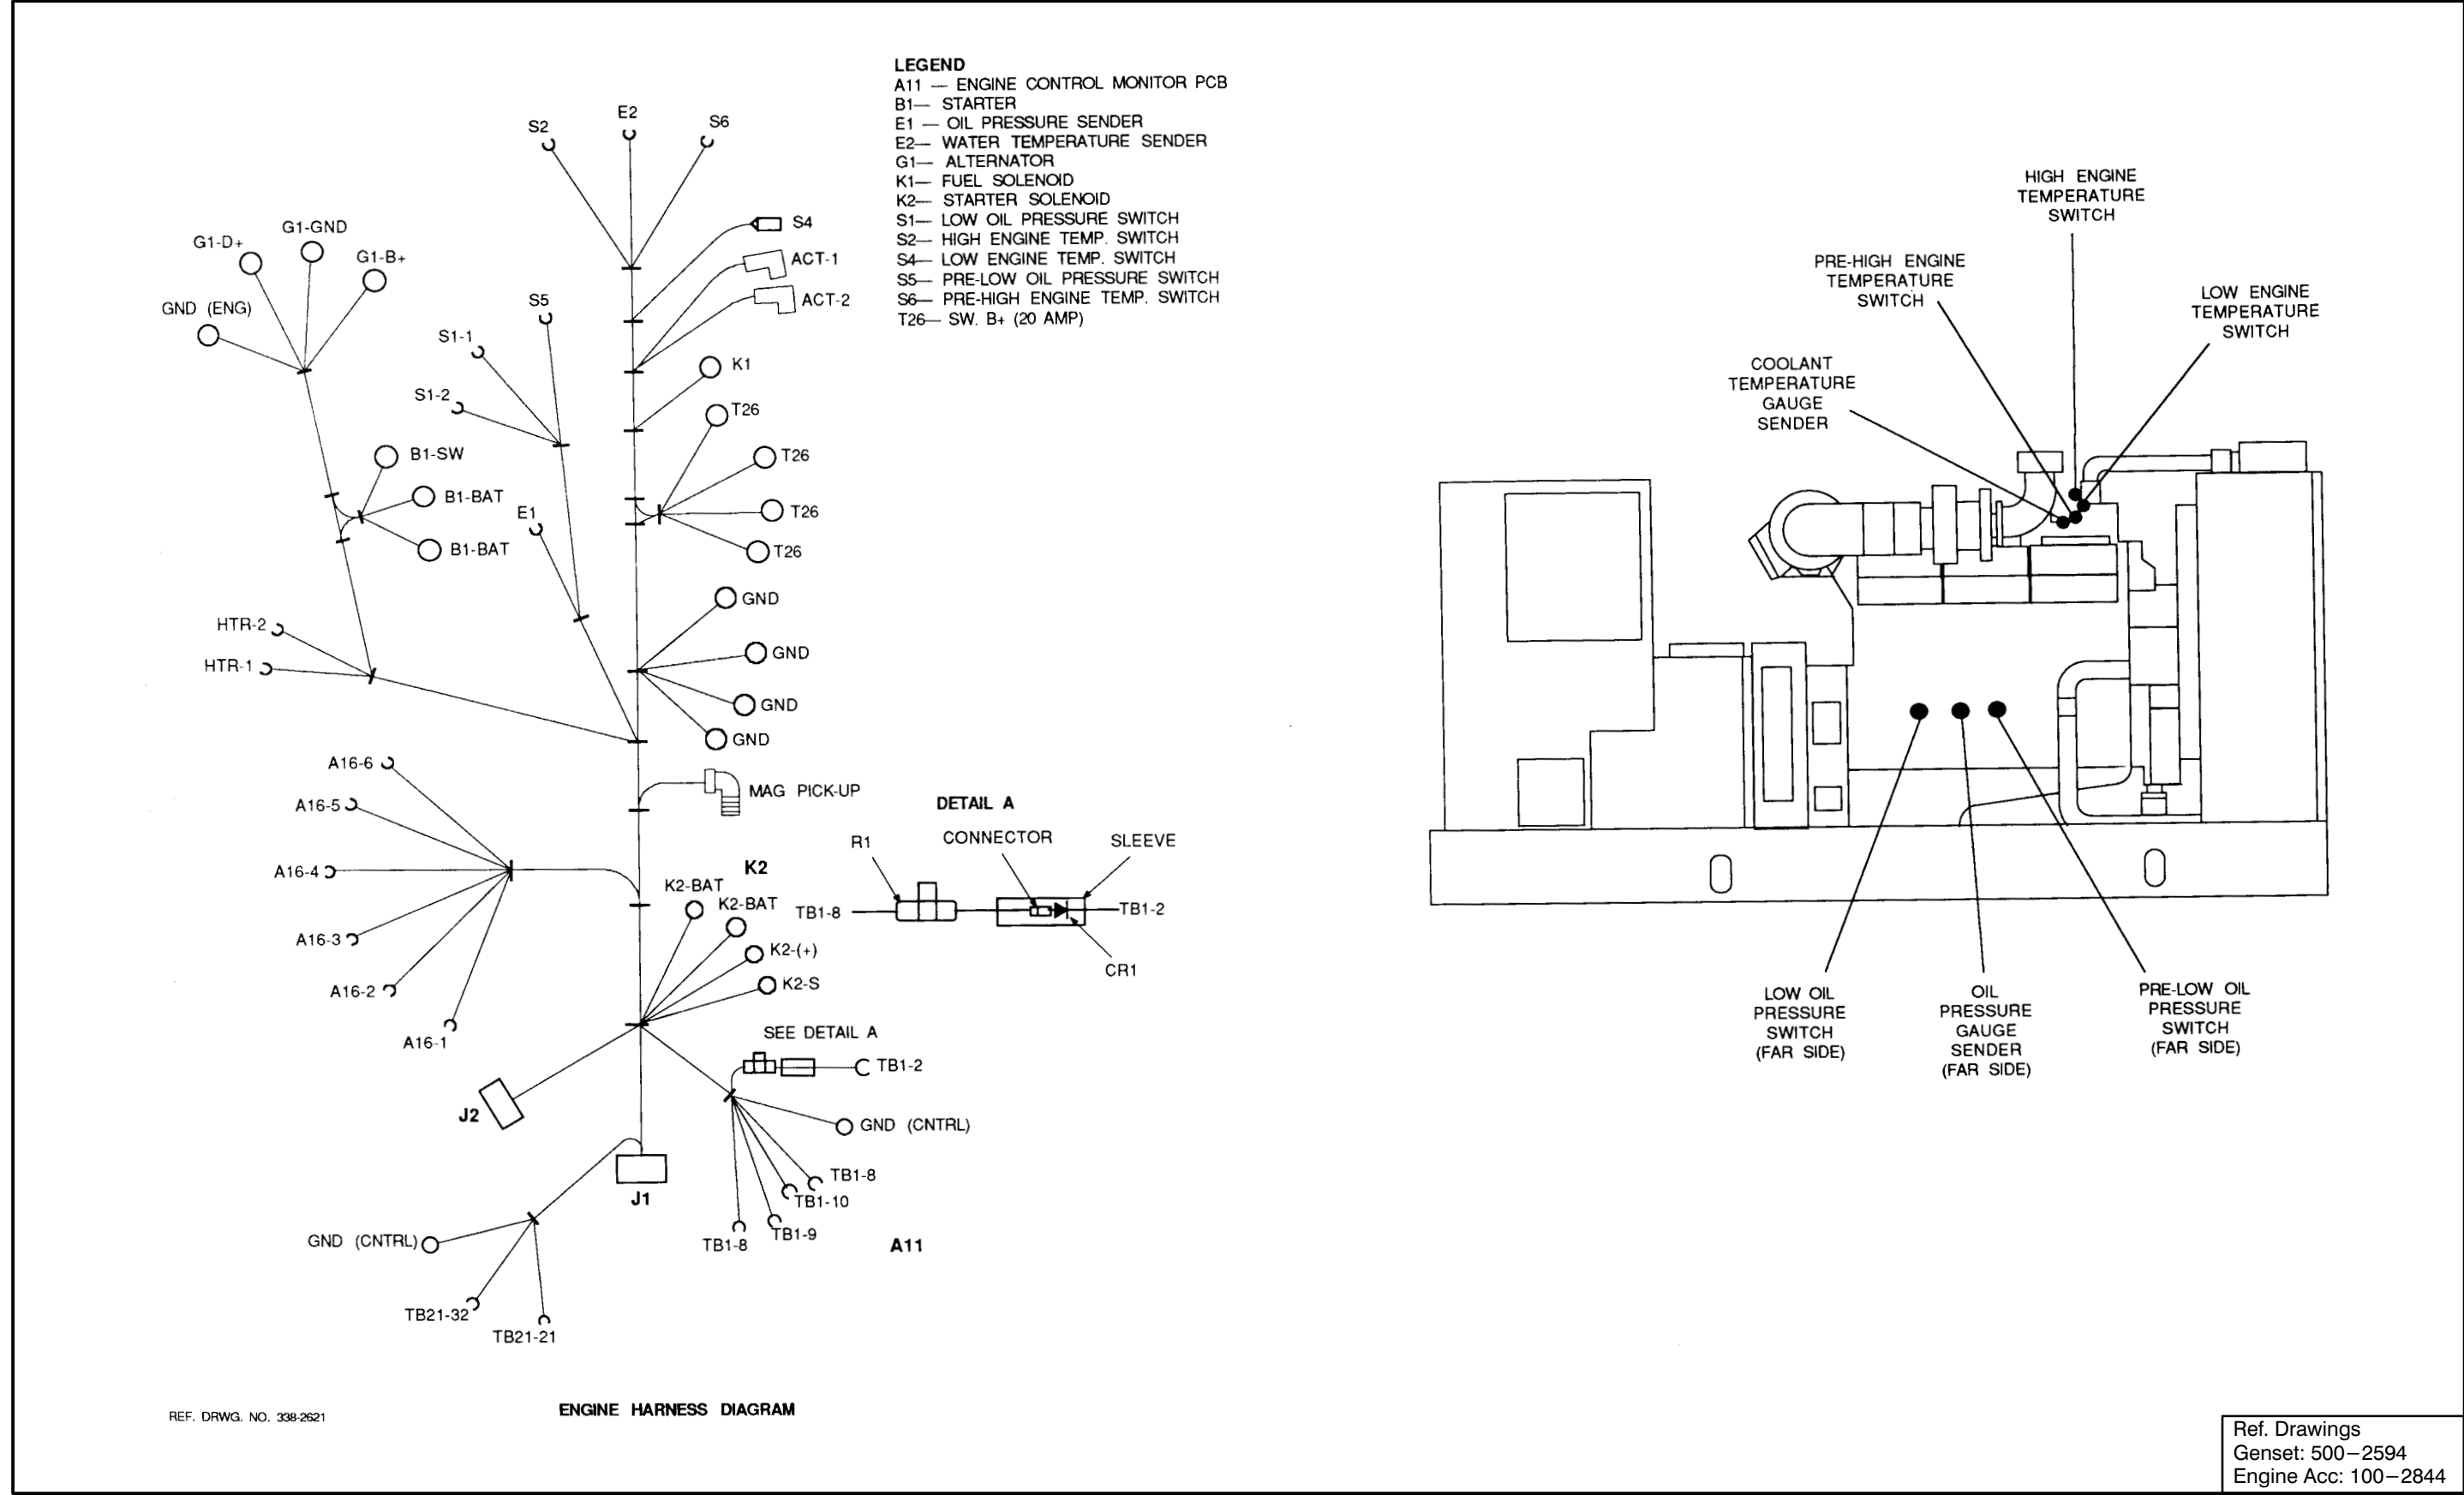 LEGEND
A11 — ENGINE CONTROL MONITOR PCB
B1— STARTER
E1 — OIL PRESSURE SENDER
E2— WATER TEMPERATURE SENDER
G1— ALTERNATOR
K1— FUEL SOLENOID
K2— STARTER SOLENOID
S1— LOW OIL PRESSURE SWITCH
S2— HIGH ENGINE TEMP. SWITCH
S4— LOW ENGINE TEMP. SWITCH
S5— PRE-LOW OIL PRESSURE SWITCH
S6— PRE-HIGH ENGINE TEMP. SWITCH
T26— SW. B+ (20 AMP)
S2
E2
S6
S4
ACT-1
ACT-2
G1-D+
G1-GND
G1-B+
GND (ENG)
S5
S1-1
S1-2
K1
T26
T26
T26
T26
B1-SW
B1-BAT
B1-BAT
E1
GND
GND
GND
GND
HTR-2
HTR-1
MAG PICK-UP
A16-6
A16-5
A16-4
A16-3
A16-2
A16-1
K2
K2-BAT
K2-BAT
K2-(+)
K2-S
DETAIL A
R1
CONNECTOR
SLEEVE
TB1-8
TB1-2
CR1
SEE DETAIL A
TB1-2
GND (CNTRL)
TB1-8
TB1-10
TB1-9
TB1-8
A11
J2
J1
GND (CNTRL)
TB21-32
TB21-21
REF. DRWG. NO. 338-2621
ENGINE HARNESS DIAGRAM
HIGH ENGINE
TEMPERATURE
SWITCH
PRE-HIGH ENGINE
TEMPERATURE
SWITCH
LOW ENGINE
TEMPERATURE
SWITCH
COOLANT
TEMPERATURE
GAUGE
SENDER
LOW OIL
PRESSURE
SWITCH
(FAR SIDE)
OIL
PRESSURE
GAUGE
SENDER
(FAR SIDE)
PRE-LOW OIL
PRESSURE
SWITCH
(FAR SIDE)
Ref. Drawings
Genset: 500−2594
Engine Acc: 100−2844